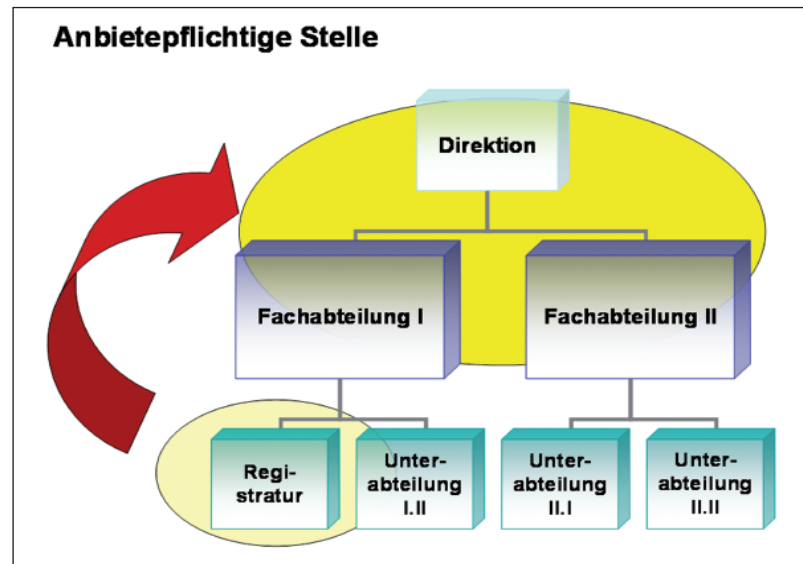 Anbietepflichtige Stelle
Direktion
Fachabteilung I
Fachabteilung II
Regi-
stratur
Unter-
abteilung
I.II
Unter-
abteilung
II.I
Unter-
abteilung
II.II